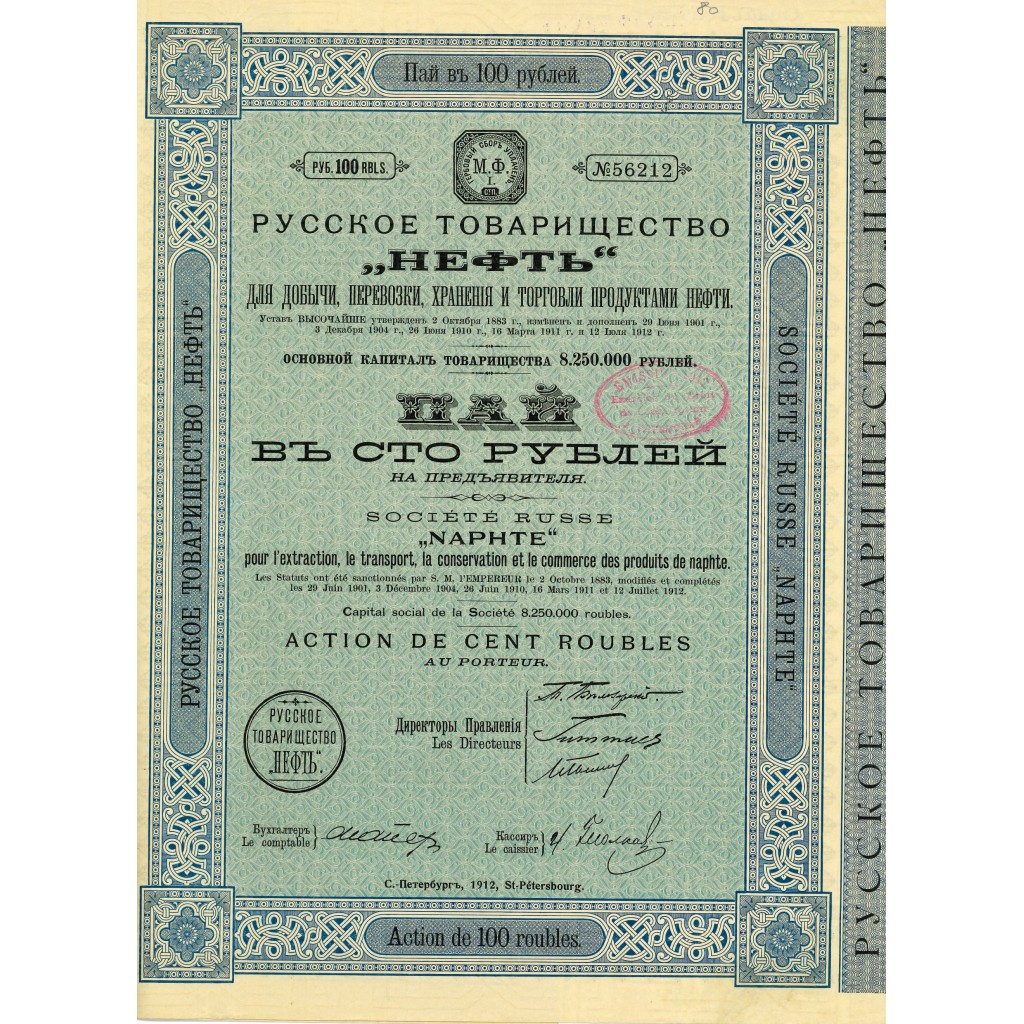 80
Пай въ 100 рублей.
РУБ. 100 RBLS.
ГЕРБОВЫЙ СБОРЪ УПЛАЧЕНЪ.
М.Ф.
I.
СТО.
№56212
РУССКОЕ ТОВАРИЩЕСТВО
„НЕФТЬ“
ДЛЯ ДОБЫЧИ, ПЕРЕВОЗКИ, ХРАНЕНІЯ И ТОРГОВЛИ ПРОДУКТАМИ НЕФТИ.
Уставъ ВЫСОЧАЙШЕ утвержденъ 2 Октября 1883 г., измѣненъ и дополненъ 29 Іюня 1901 г.,
3 Декабря 1904 г., 26 Іюня 1910 г., 16 Марта 1911 г. и 12 Іюля 1912 г.
ОСНОВНОЙ КАПИТАЛЪ ТОВАРИЩЕСТВА 8.250.000 РУБЛЕЙ.
ПАЙ
ВЪ СТО РУБЛЕЙ
НА ПРЕДЪЯВИТЕЛЯ.
SOCIÉTÉ RUSSE
„NAPHTE“
pour l'extraction, le transport, la conservation et le commerce des produits de naphte.
Les Statuts ont été sanctionnés par S. M. l'EMPEREUR le 2 Octobre 1883, modifiés et complétés
les 29 Juin 1901, 3 Décembre 1904, 26 Juin 1910, 16 Mars 1911 et 12 Juillet 1912.
Capital social de la Société 8.250.000 roubles.
ACTION DE CENT ROUBLES
AU PORTEUR.
РУССКОЕ
ТОВАРИЩЕСТВО
„НЕФТЬ“.
Директоры Правленія
Les Directeurs
Бухгалтеръ
Le comptable
Кассиръ
Le caissier
С.-Петербургъ, 1912, St-Pétersbourg.
Action de 100 roubles.
РУССКОЕ ТОВАРИЩЕСТВО „НЕФТЬ“
SOCIÉTÉ RUSSE „NAPHTE“
РУССКОЕ ТОВАРИЩЕСТВО „НЕФТЬ“